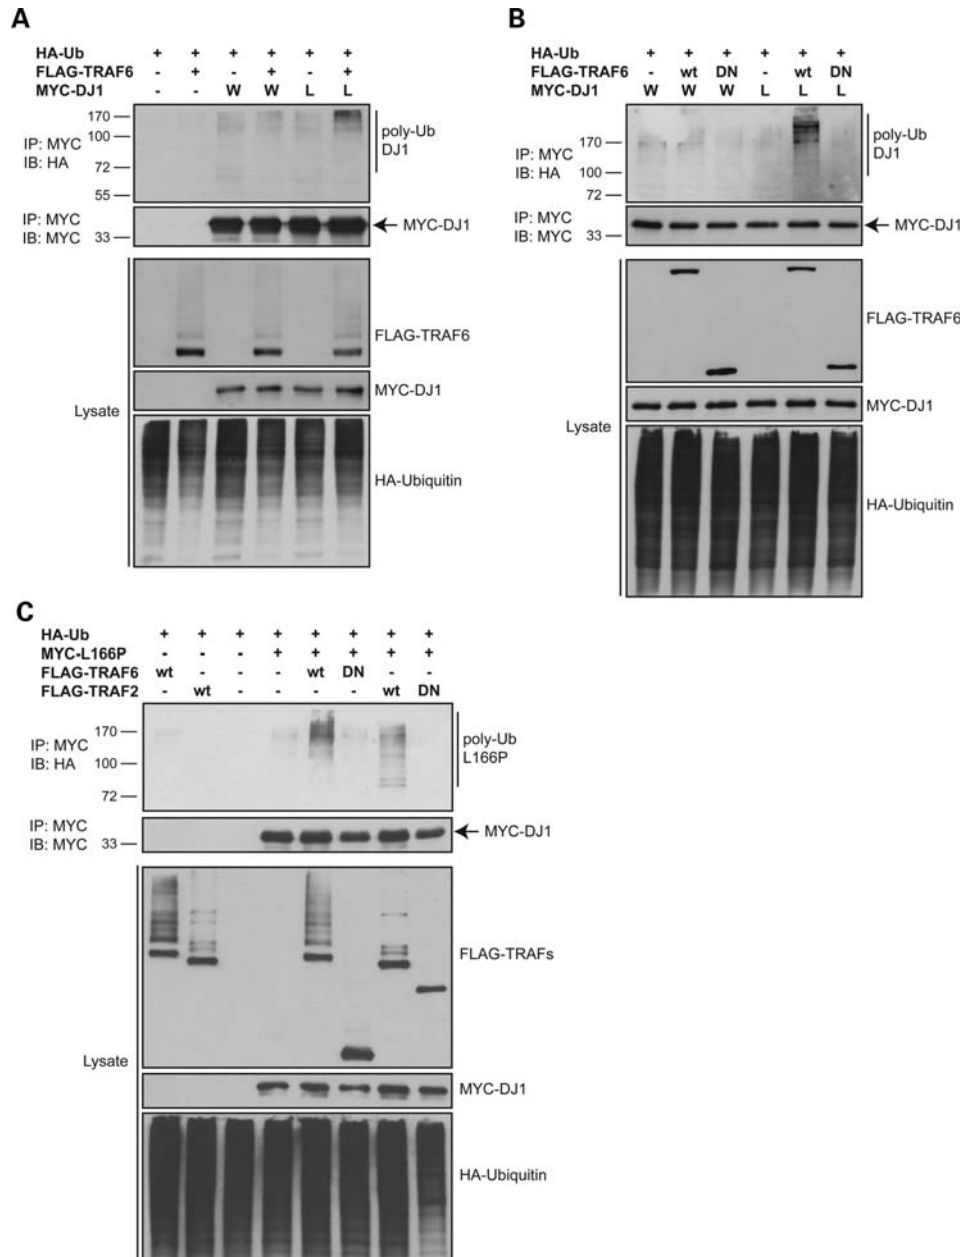 A
HA-Ub + + + + + +
FLAG-TRAF6 - + - + - +
MYC-DJ1 - - W W L L
170
100
72
55
IP: MYC
IB: HA
poly-Ub
DJ1
IP: MYC
IB: MYC
33
MYC-DJ1
FLAG-TRAF6
MYC-DJ1
Lysate
HA-Ubiquitin
B
HA-Ub + + + + + +
FLAG-TRAF6 - wt DN - wt DN
MYC-DJ1 W W W L L L
170
100
72
IP: MYC
IB: HA
poly-Ub
DJ1
IP: MYC
IB: MYC
33
MYC-DJ1
FLAG-TRAF6
MYC-DJ1
Lysate
HA-Ubiquitin
C
HA-Ub + + + + + + + +
MYC-L166P - - - + + + + +
FLAG-TRAF6 wt - - - wt DN - -
FLAG-TRAF2 - wt - - - - wt DN
170
100
72
IP: MYC
IB: HA
poly-Ub
L166P
IP: MYC
IB: MYC
33
MYC-DJ1
FLAG-TRAFs
Lysate
MYC-DJ1
HA-Ubiquitin